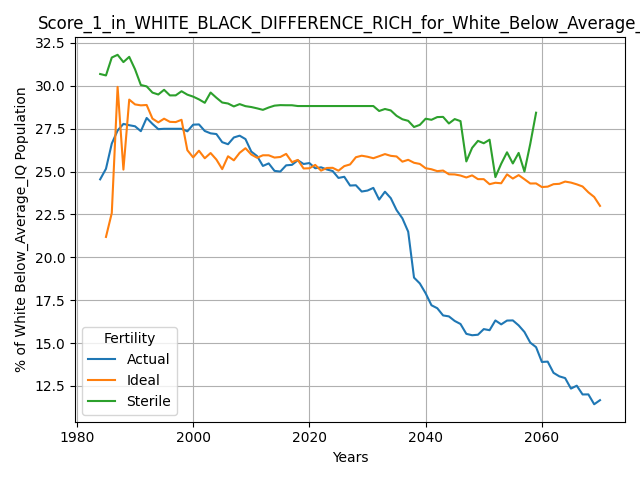 Score_1_in_WHITE_BLACK_DIFFERENCE_RICH_for_White_Below_Average_
% of White Below_Average_IQ Population
32.5
30.0
27.5
25.0
22.5
20.0
17.5
15.0
12.5
Fertility
Actual
Ideal
Sterile
1980
2000
2020
2040
2060
Years